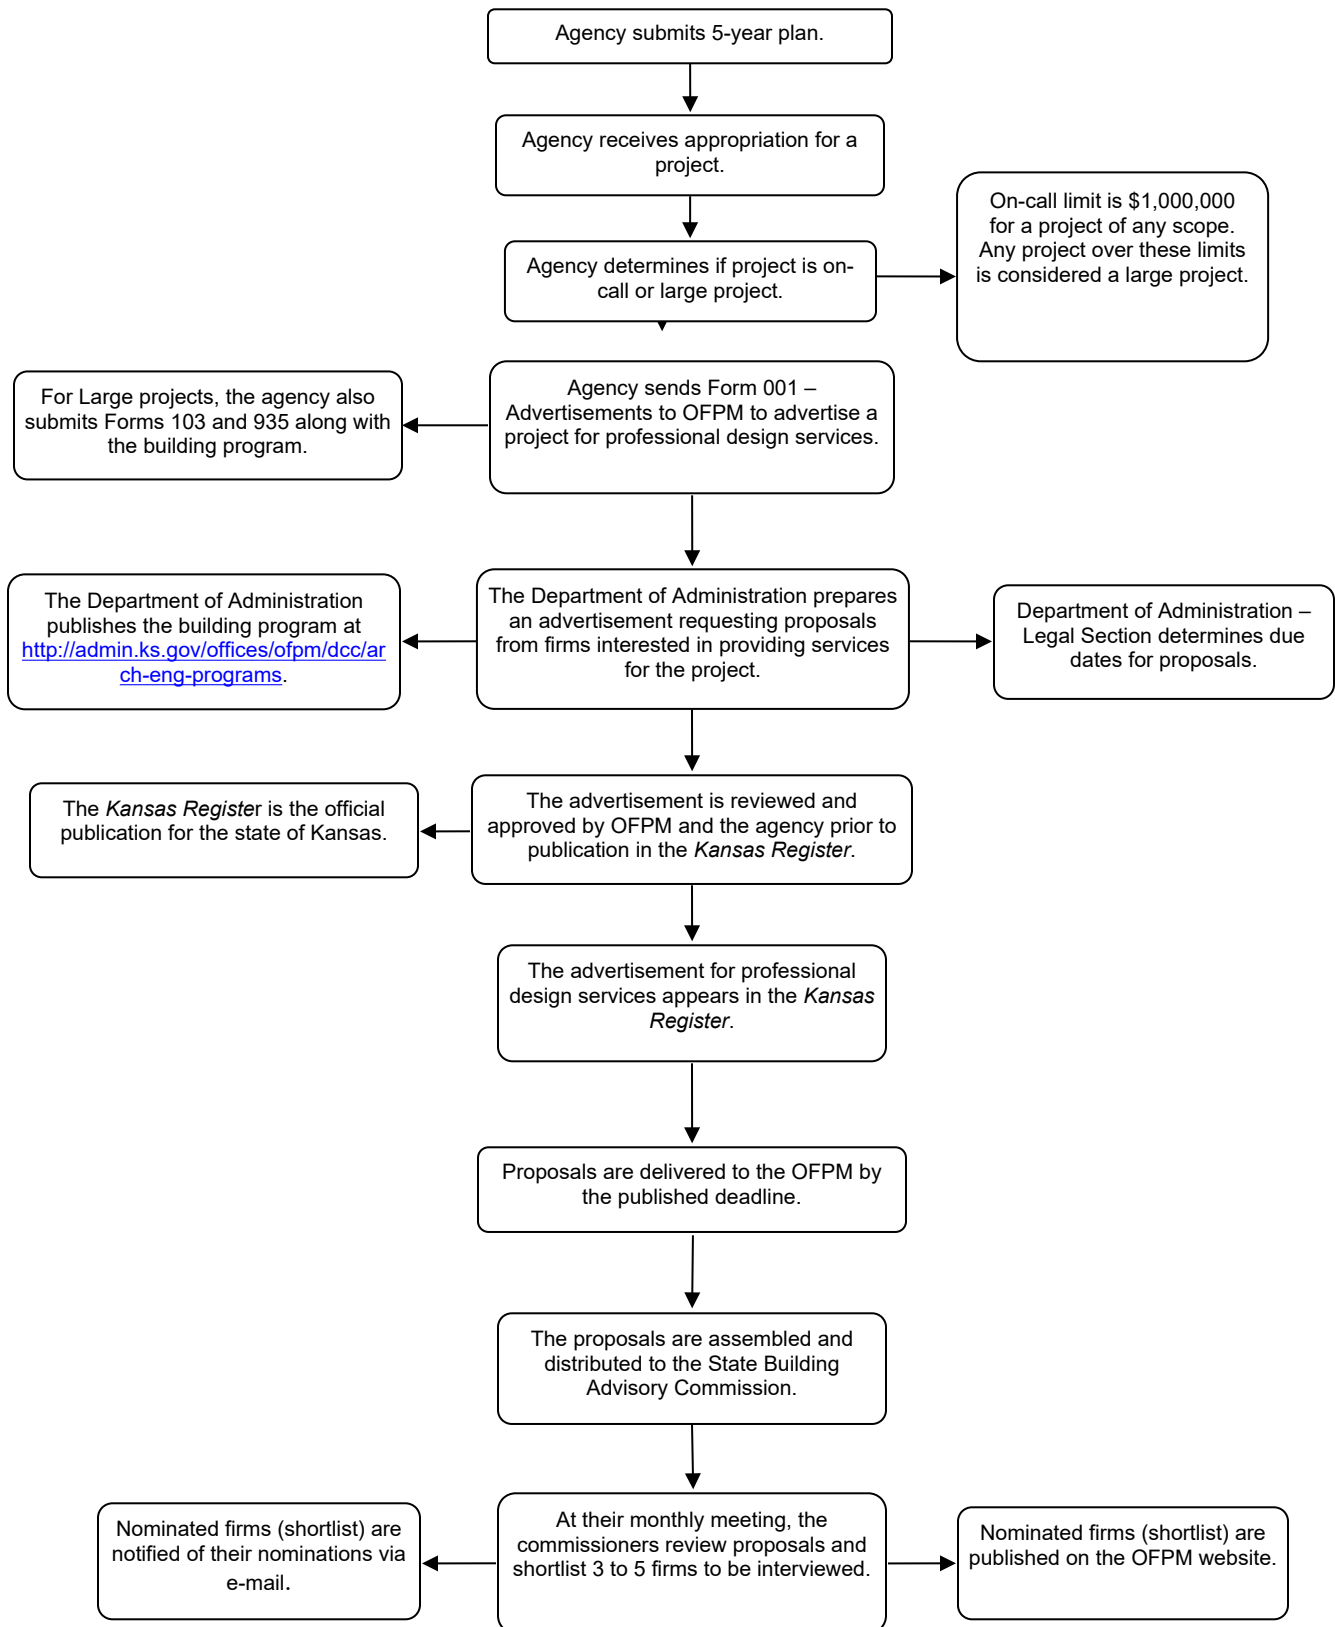 Agency submits 5-year plan.
Agency receives appropriation for a
project.
On-call limit is $1,000,000
for a project of any scope.
Any project over these limits
is considered a large project.
Agency determines if project is on-
call or large project.
For Large projects, the agency also
submits Forms 103 and 935 along with
the building program.
Agency sends Form 001 –
Advertisements to OFPM to advertise a
project for professional design services.
The Department of Administration
publishes the building program at
http://admin.ks.gov/offices/ofpm/dcc/ar
ch-eng-programs.
The Department of Administration prepares
an advertisement requesting proposals
from firms interested in providing services
for the project.
Department of Administration –
Legal Section determines due
dates for proposals.
The Kansas Register is the official
publication for the state of Kansas.
The advertisement is reviewed and
approved by OFPM and the agency prior to
publication in the Kansas Register.
The advertisement for professional
design services appears in the Kansas
Register.
Proposals are delivered to the OFPM by
the published deadline.
The proposals are assembled and
distributed to the State Building
Advisory Commission.
Nominated firms (shortlist) are
notified of their nominations via
e-mail.
At their monthly meeting, the
commissioners review proposals and
shortlist 3 to 5 firms to be interviewed.
Nominated firms (shortlist) are
published on the OFPM website.